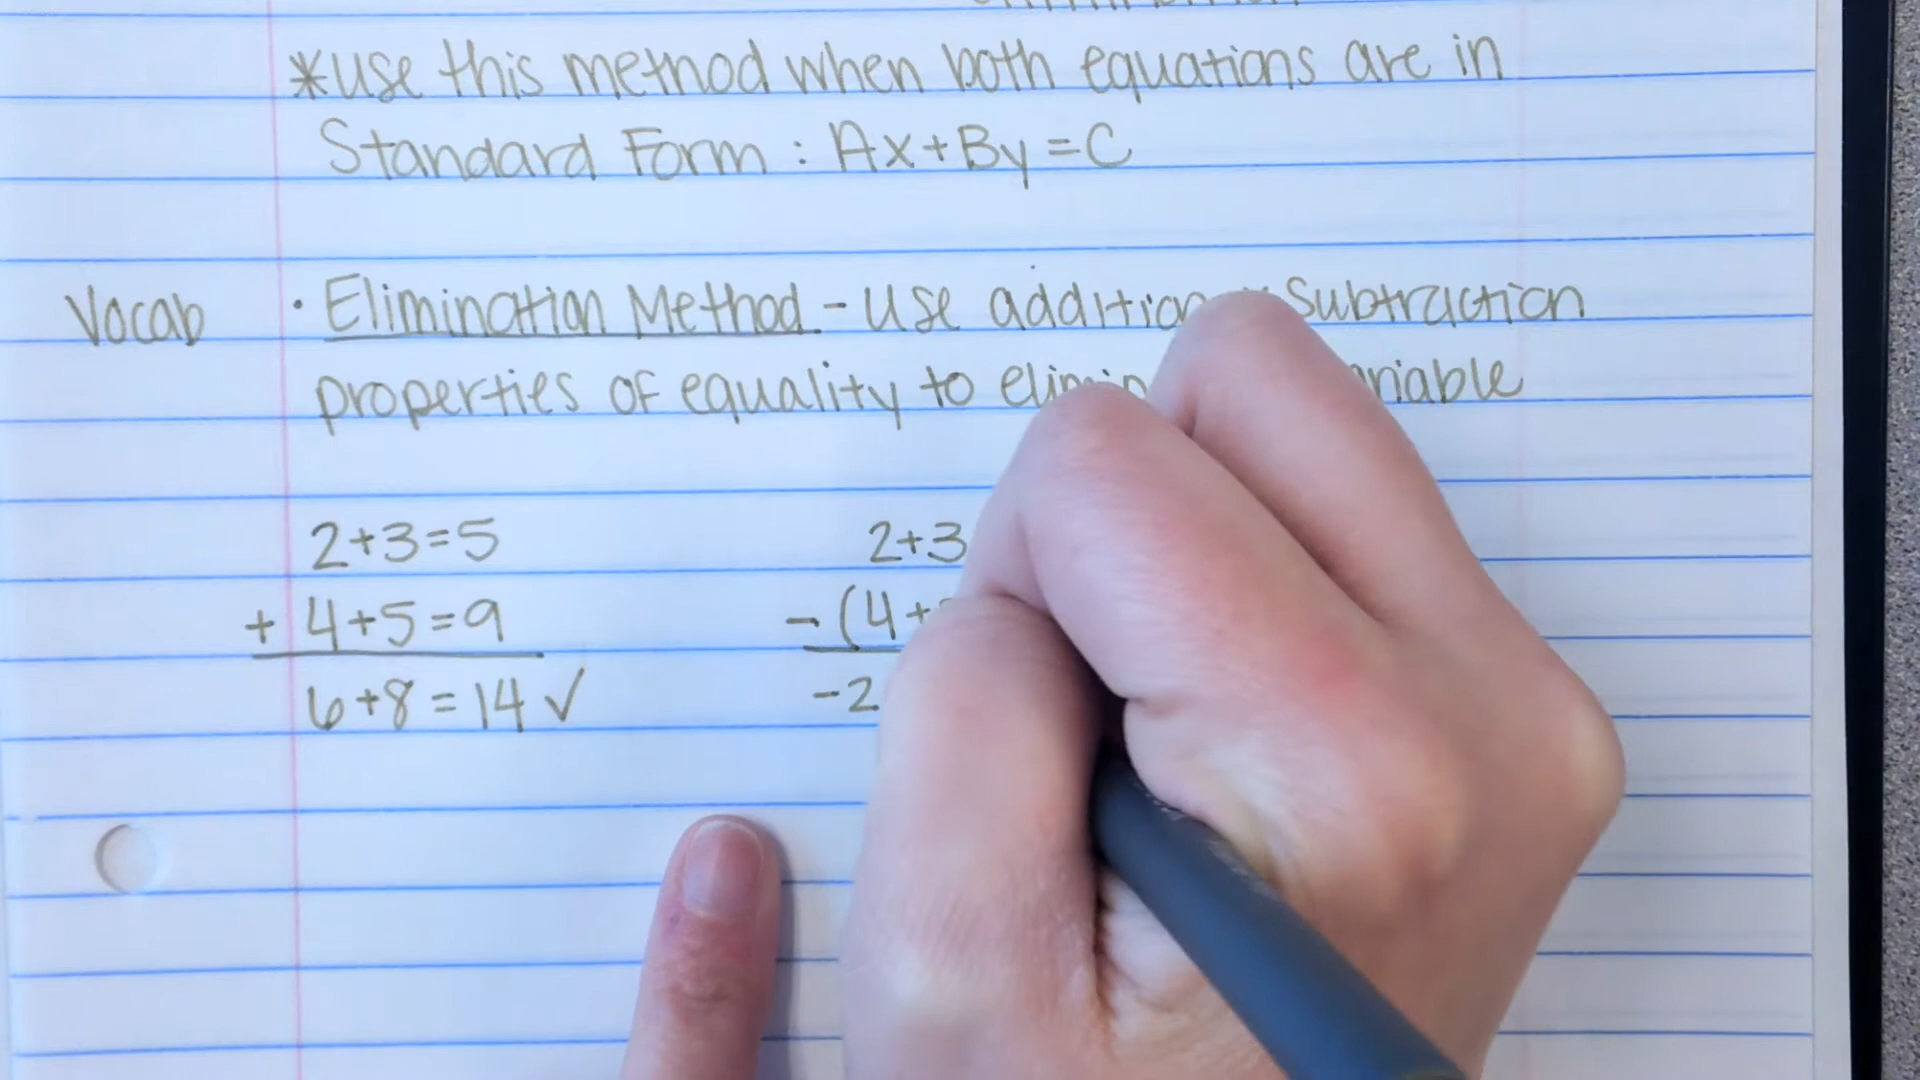 *use this method when both equations are in
Standard Form : Ax+By=C
Vocab · Elimination Method - use addition Subtraction
properties of equality to
2+3=5 2+3
+ 4+5=9 -(4+
6+8=14 ✓ -2